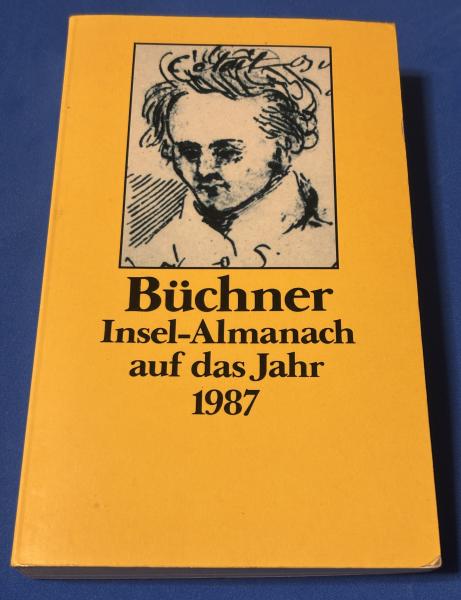 Büchner
Insel-Almanach
auf das Jahr
1987